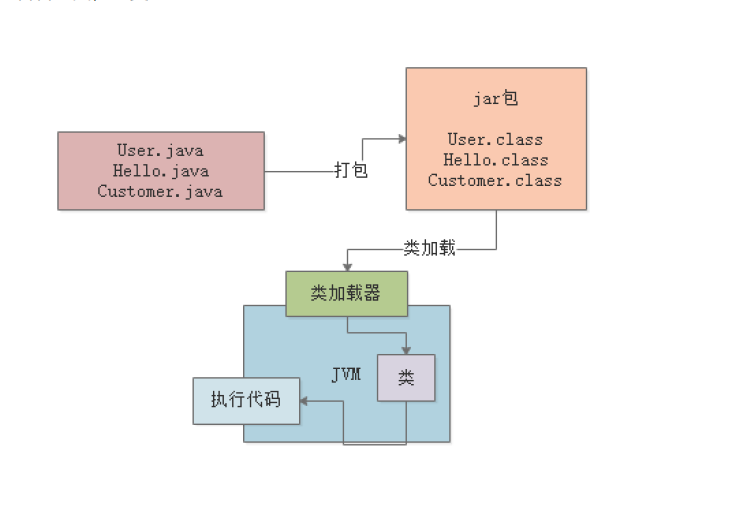 User.java
Hello.java
Customer.java
打包
jar包
User.class
Hello.class
Customer.class
类加载
类加载器
JVM
类
执行代码